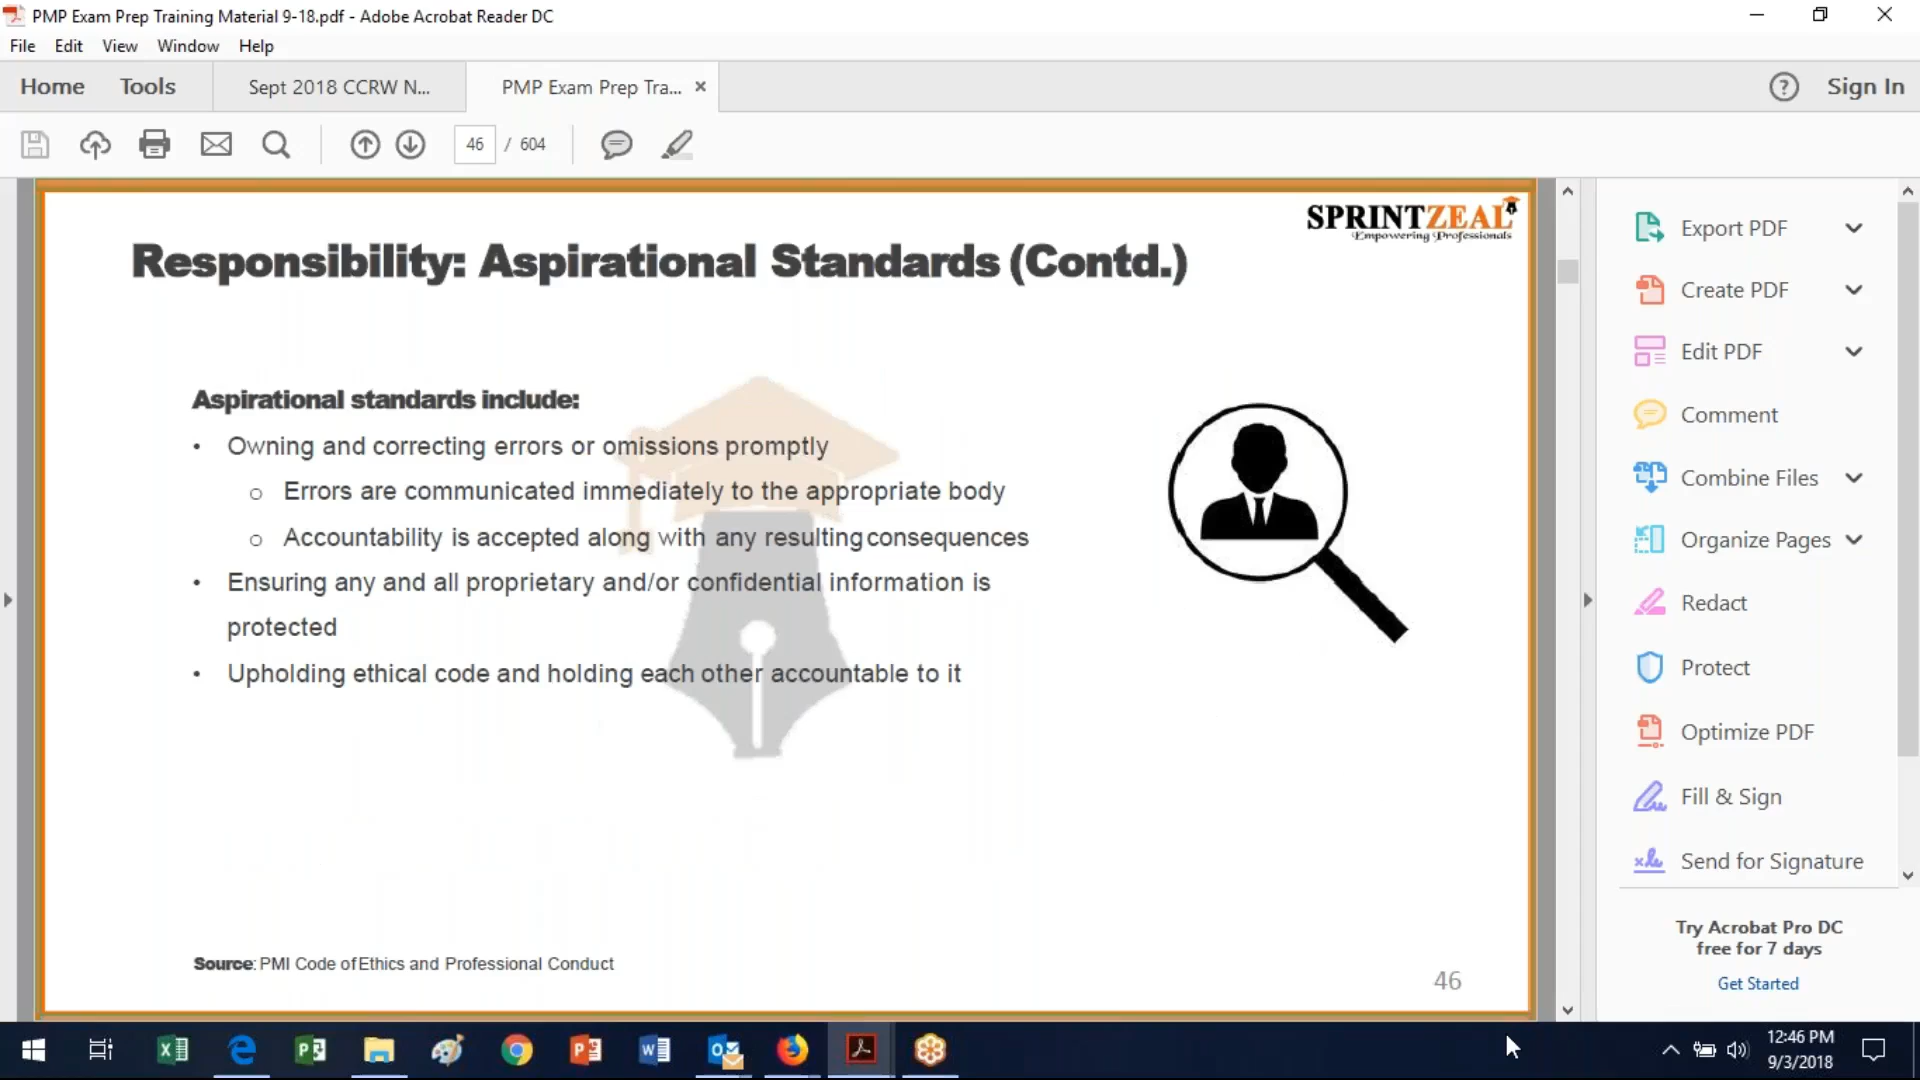 PMP Exam Prep Training Material 9-18.pdf - Adobe Acrobat Reader DC
File Edit View Window Help
Home Tools Sept 2018 CCRW N... PMP Exam Prep Tra... × Sign In
46 / 604
SPRINTZEAL
Empowering Professionals
Responsibility: Aspirational Standards (Contd.)
Aspirational standards include:
• Owning and correcting errors or omissions promptly
o Errors are communicated immediately to the appropriate body
o Accountability is accepted along with any resulting consequences
• Ensuring any and all proprietary and/or confidential information is
protected
• Upholding ethical code and holding each other accountable to it
Source: PMI Code of Ethics and Professional Conduct
46
Export PDF
Create PDF
Edit PDF
Comment
Combine Files
Organize Pages
Redact
Protect
Optimize PDF
Fill & Sign
Send for Signature
Try Acrobat Pro DC
free for 7 days
Get Started
12:46 PM
9/3/2018